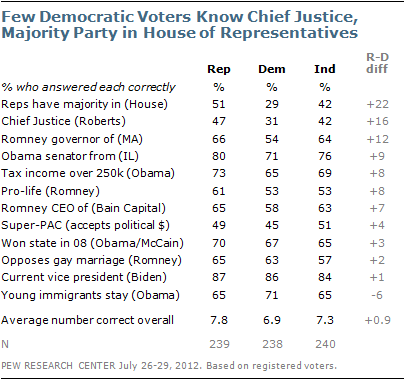 Few Democratic Voters Know Chief Justice,
Majority Party in House of Representatives
Rep Dem Ind R-D diff
% who answered each correctly % % %
Reps have majority in (House) 51 29 42 +22
Chief Justice (Roberts) 47 31 42 +16
Romney governor of (MA) 66 54 64 +12
Obama senator from (IL) 80 71 76 +9
Tax income over 250k (Obama) 73 65 69 +8
Pro-life (Romney) 61 53 53 +8
Romney CEO of (Bain Capital) 65 58 63 +7
Super-PAC (accepts political $) 49 45 51 +4
Won state in 08 (Obama/McCain) 70 67 65 +3
Opposes gay marriage (Romney) 65 63 57 +2
Current vice president (Biden) 87 86 84 +1
Young immigrants stay (Obama) 65 71 65 -6
Average number correct overall 7.8 6.9 7.3 +0.9
N 239 238 240
PEW RESEARCH CENTER July 26-29, 2012. Based on registered voters.